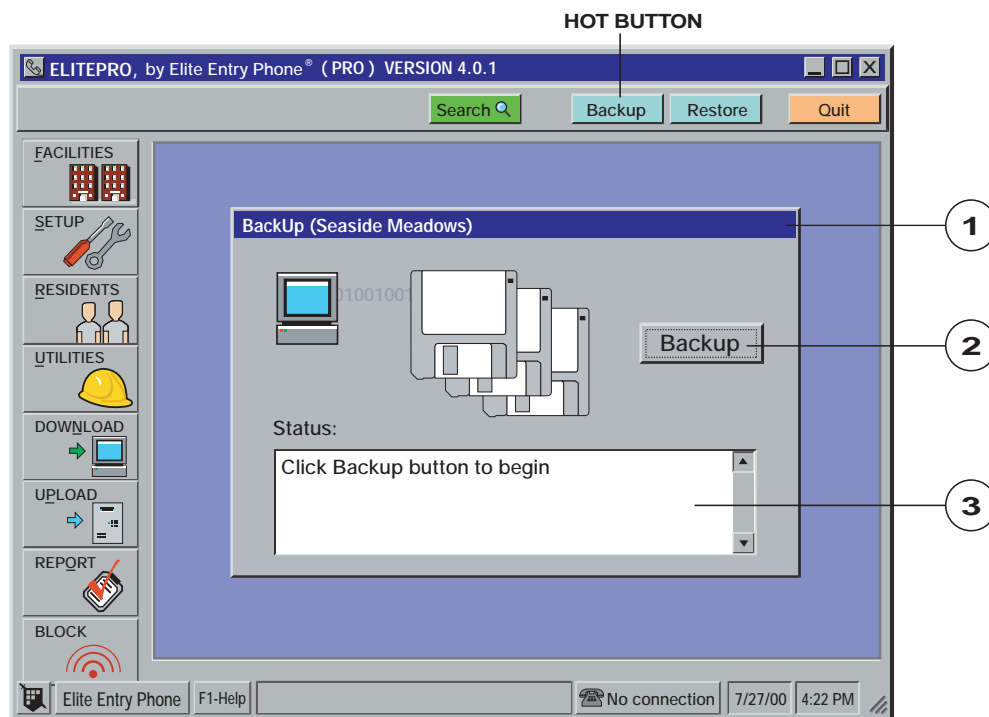 HOT BUTTON
ELITEPRO, by Elite Entry Phone® (PRO) VERSION 4.0.1
Search Backup Restore Quit
FACILITIES
SETUP
RESIDENTS
UTILITIES
DOWNLOAD
UPLOAD
REPORT
BLOCK
BackUp (Seaside Meadows)
1
01001001
Backup
2
Status:
Click Backup button to begin
3
Elite Entry Phone F1-Help No connection 7/27/00 4:22 PM